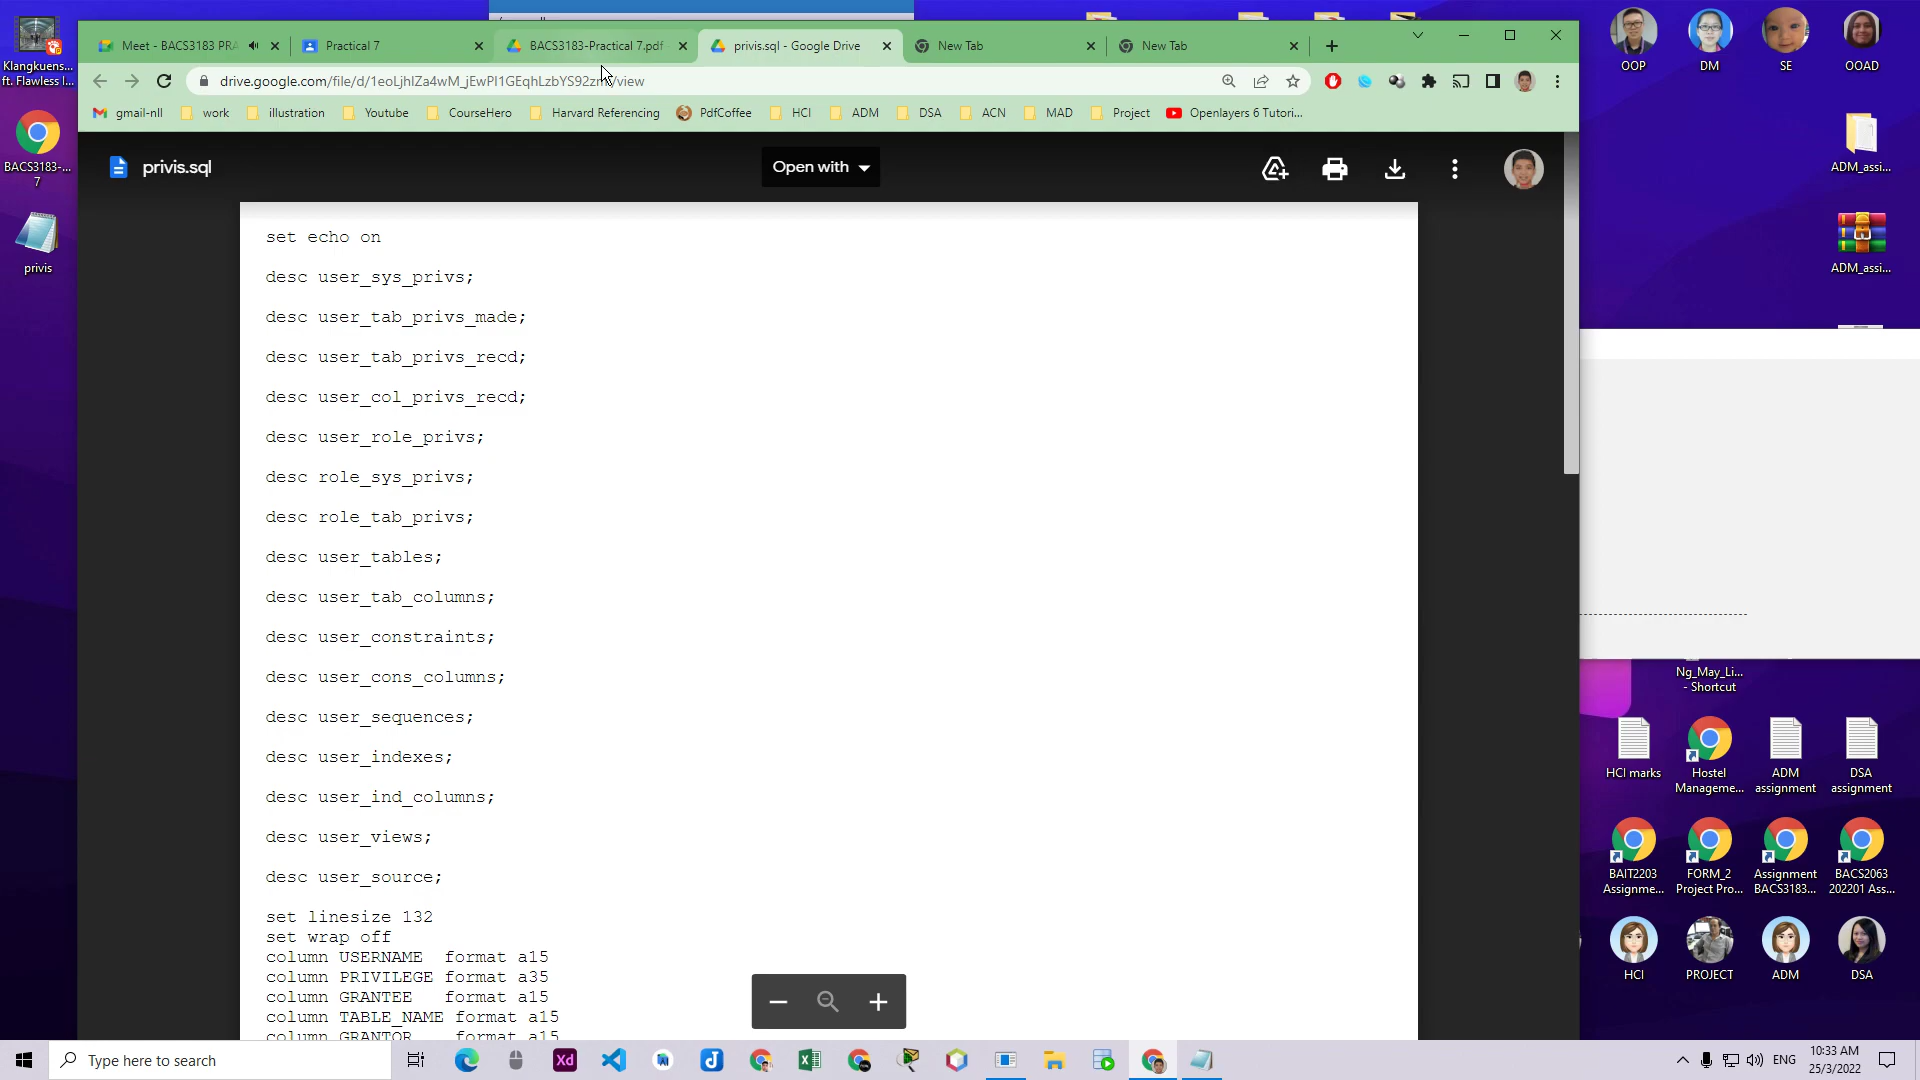 Meet - BACS3183 PRA
Practical 7
BACS3183-Practical 7.pdf
privis.sql - Google Drive
New Tab
New Tab
gmail-nll
work
illustration
Youtube
CourseHero
Harvard Referencing
PdfCoffee
HCI
ADM
DSA
ACN
MAD
Project
Openlayers 6 Tutori...
privis.sql
Open with
set echo on
desc user_sys_privs;
desc user_tab_privs_made;
desc user_tab_privs_recd;
desc user_col_privs_recd;
desc user_role_privs;
desc role_sys_privs;
desc role_tab_privs;
desc user_tables;
desc user_tab_columns;
desc user_constraints;
desc user_cons_columns;
desc user_sequences;
desc user_indexes;
desc user_ind_columns;
desc user_views;
desc user_source;
set linesize 132
set wrap off
column USERNAME format a15
column PRIVILEGE format a35
column GRANTEE format a15
column TABLE_NAME format a15
column GRANTOR format a15
Klangkuens...
ft. Flawless I...
BACS3183-...
7
privis
OOP
DM
SE
OOAD
ADM_assi...
ADM_assi...
Ng_May_Li...
- Shortcut
HCI marks
Hostel
Manageme...
ADM
assignment
DSA
assignment
BAIT2203
Assignme...
FORM_2
Project Pro...
Assignment
BACS3183...
BACS2063
202201 Ass...
HCI
PROJECT
ADM
DSA
Type here to search
ENG
10:33 AM
25/3/2022